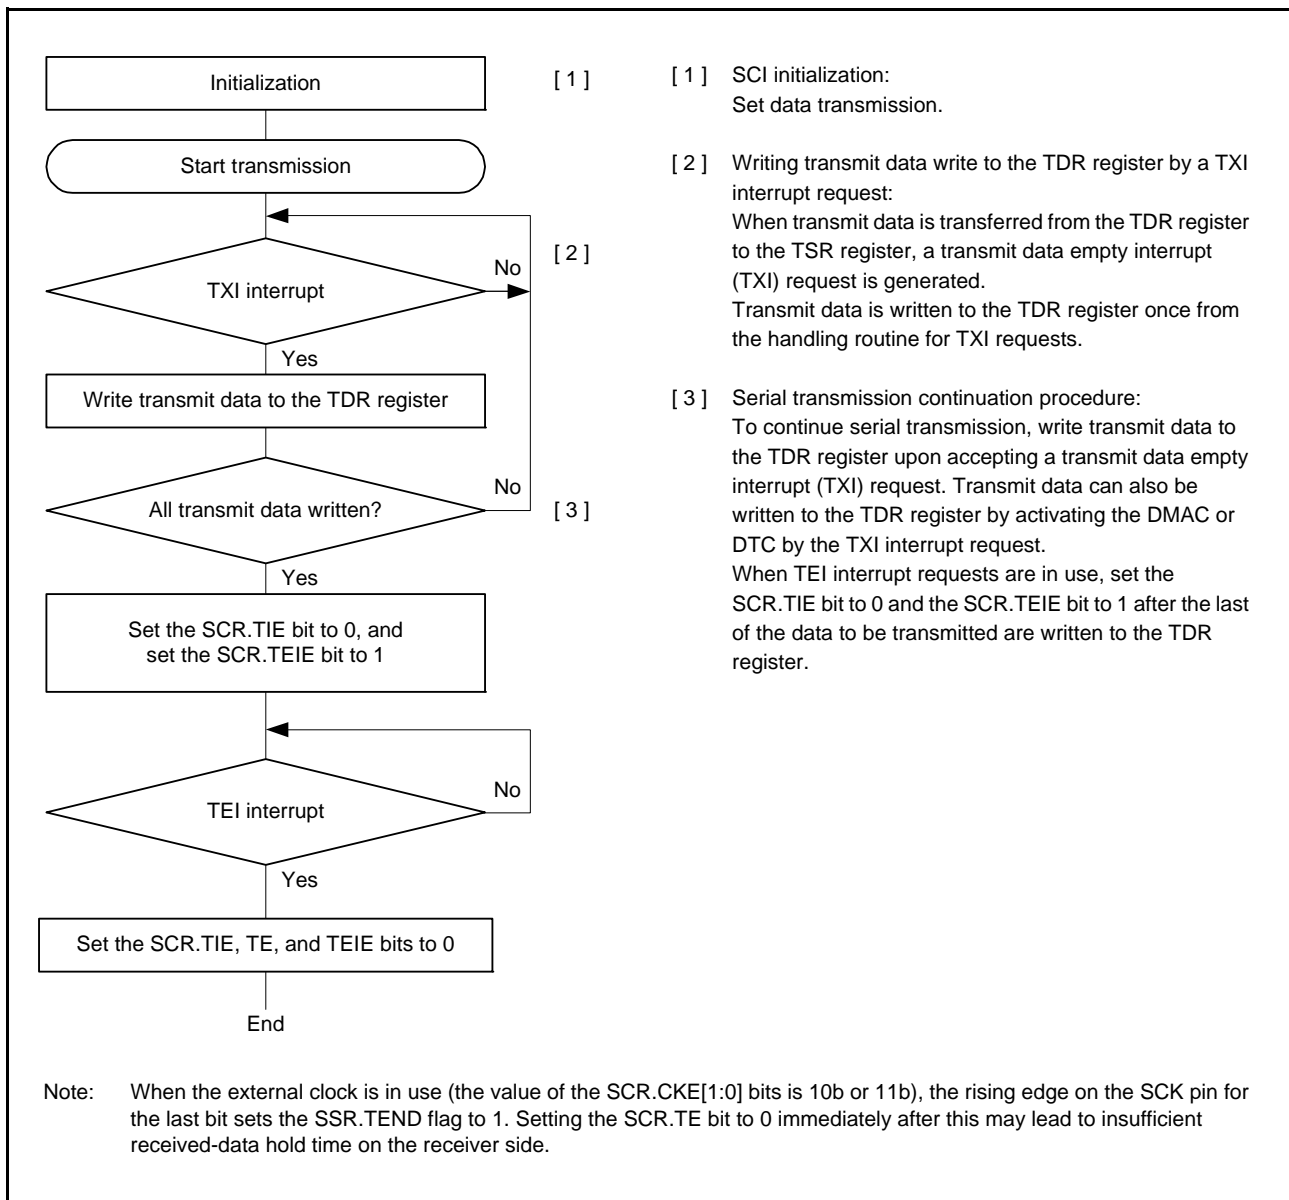 Initialization
[ 1 ]
Start transmission
[ 2 ]
TXI interrupt
No
Yes
Write transmit data to the TDR register
All transmit data written?
No
[ 3 ]
Yes
Set the SCR.TIE bit to 0, and
set the SCR.TEIE bit to 1
TEI interrupt
No
Yes
Set the SCR.TIE, TE, and TEIE bits to 0
End
[ 1 ] SCI initialization:
Set data transmission.
[ 2 ] Writing transmit data write to the TDR register by a TXI
interrupt request:
When transmit data is transferred from the TDR register
to the TSR register, a transmit data empty interrupt
(TXI) request is generated.
Transmit data is written to the TDR register once from
the handling routine for TXI requests.
[ 3 ] Serial transmission continuation procedure:
To continue serial transmission, write transmit data to
the TDR register upon accepting a transmit data empty
interrupt (TXI) request. Transmit data can also be
written to the TDR register by activating the DMAC or
DTC by the TXI interrupt request.
When TEI interrupt requests are in use, set the
SCR.TIE bit to 0 and the SCR.TEIE bit to 1 after the last
of the data to be transmitted are written to the TDR
register.
Note: When the external clock is in use (the value of the SCR.CKE[1:0] bits is 10b or 11b), the rising edge on the SCK pin for
the last bit sets the SSR.TEND flag to 1. Setting the SCR.TE bit to 0 immediately after this may lead to insufficient
received-data hold time on the receiver side.